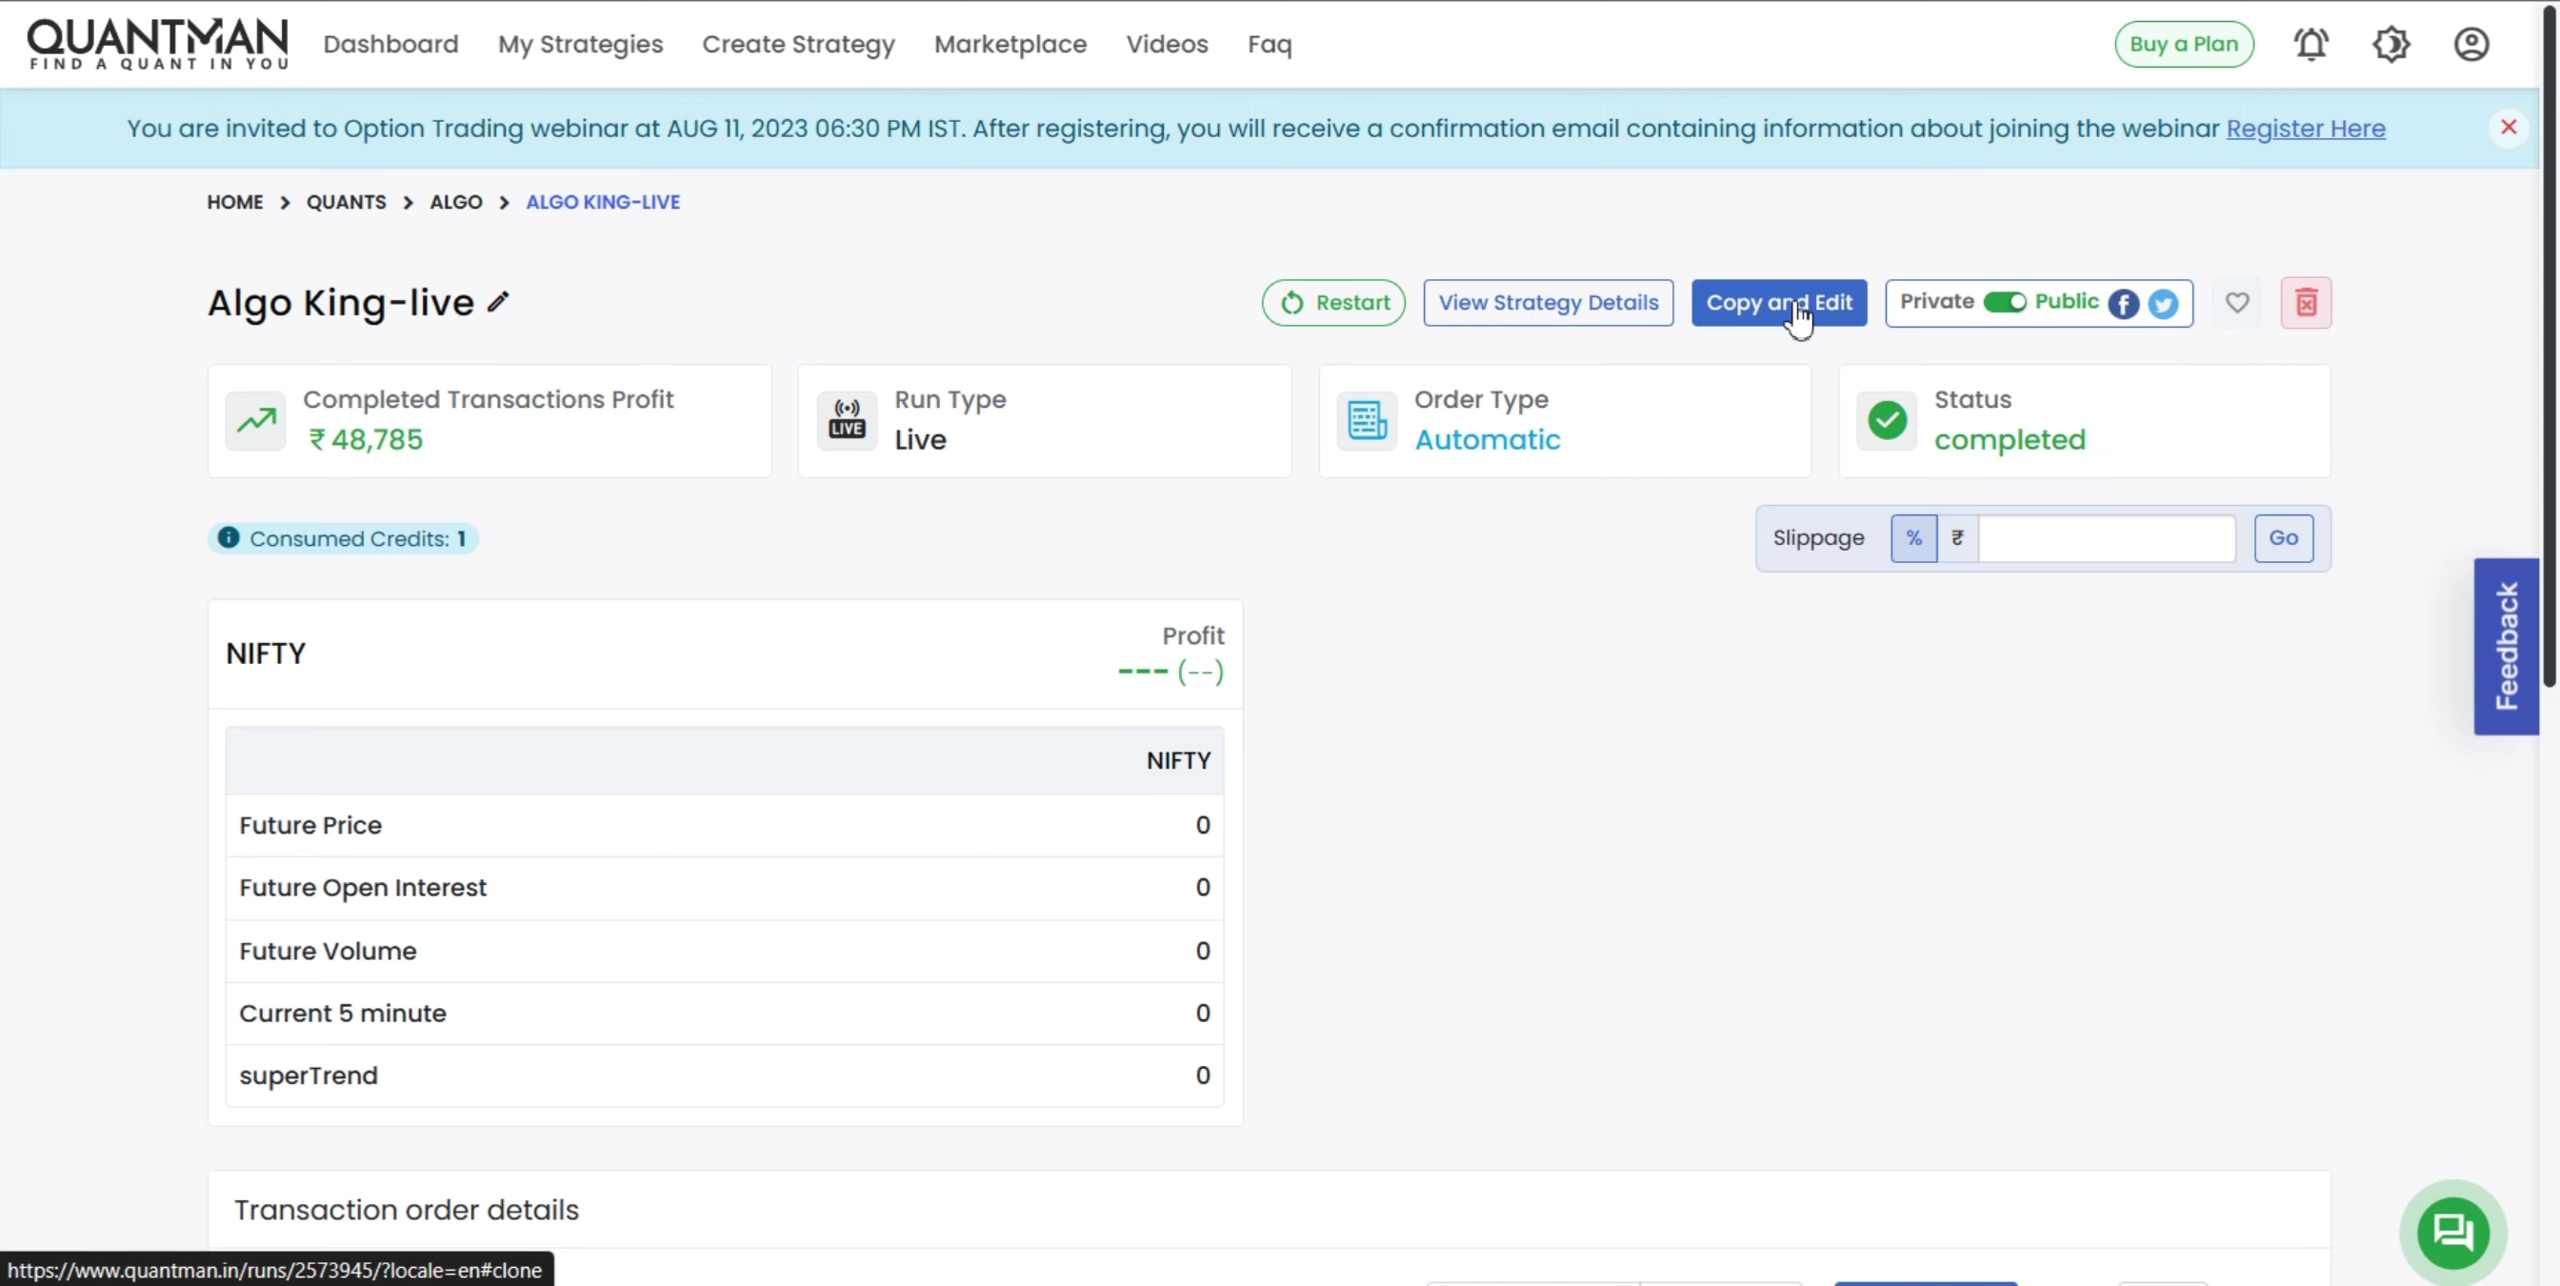 QUANTMAN
FIND A QUANT IN YOU
Dashboard My Strategies Create Strategy Marketplace Videos Faq Buy a Plan
You are invited to Option Trading webinar at AUG 11, 2023 06:30 PM IST. After registering, you will receive a confirmation email containing information about joining the webinar Register Here
HOME > QUANTS > ALGO > ALGO KING-LIVE
Algo King-live
Restart View Strategy Details Copy and Edit Private Public
Completed Transactions Profit
₹ 48,785
LIVE
Run Type
Live
Order Type
Automatic
Status
completed
Consumed Credits: 1
Slippage % ₹ Go
Feedback
NIFTY
Profit
--- (--)
NIFTY
Future Price 0
Future Open Interest 0
Future Volume 0
Current 5 minute 0
superTrend 0
Transaction order details
https://www.quantman.in/runs/2573945/?locale=en#clone